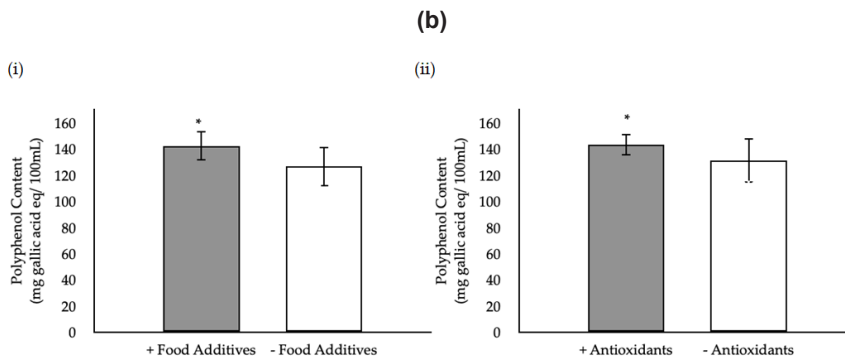 (b)
(i)
(ii)
Polyphenol Content
(mg gallic acid eq/ 100mL)
160
140
120
100
80
60
40
20
0
*
+ Food Additives
- Food Additives
Polyphenol Content
(mg gallic acid eq/ 100mL)
160
140
120
100
80
60
40
20
0
*
+ Antioxidants
- Antioxidants